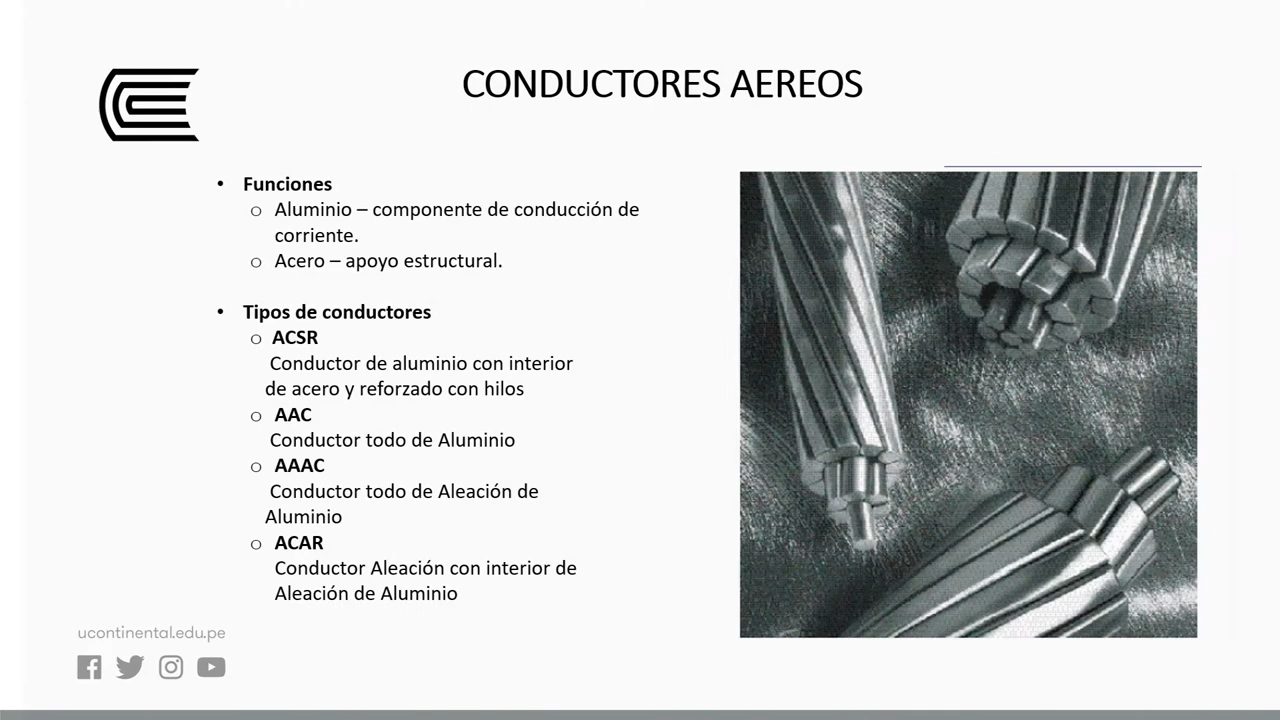 CONDUCTORES AEREOS
• Funciones
o Aluminio – componente de conducción de
corriente.
o Acero – apoyo estructural.
• Tipos de conductores
o ACSR
Conductor de aluminio con interior
de acero y reforzado con hilos
o AAC
Conductor todo de Aluminio
o AAAC
Conductor todo de Aleación de
Aluminio
o ACAR
Conductor Aleación con interior de
Aleación de Aluminio
ucontinental.edu.pe